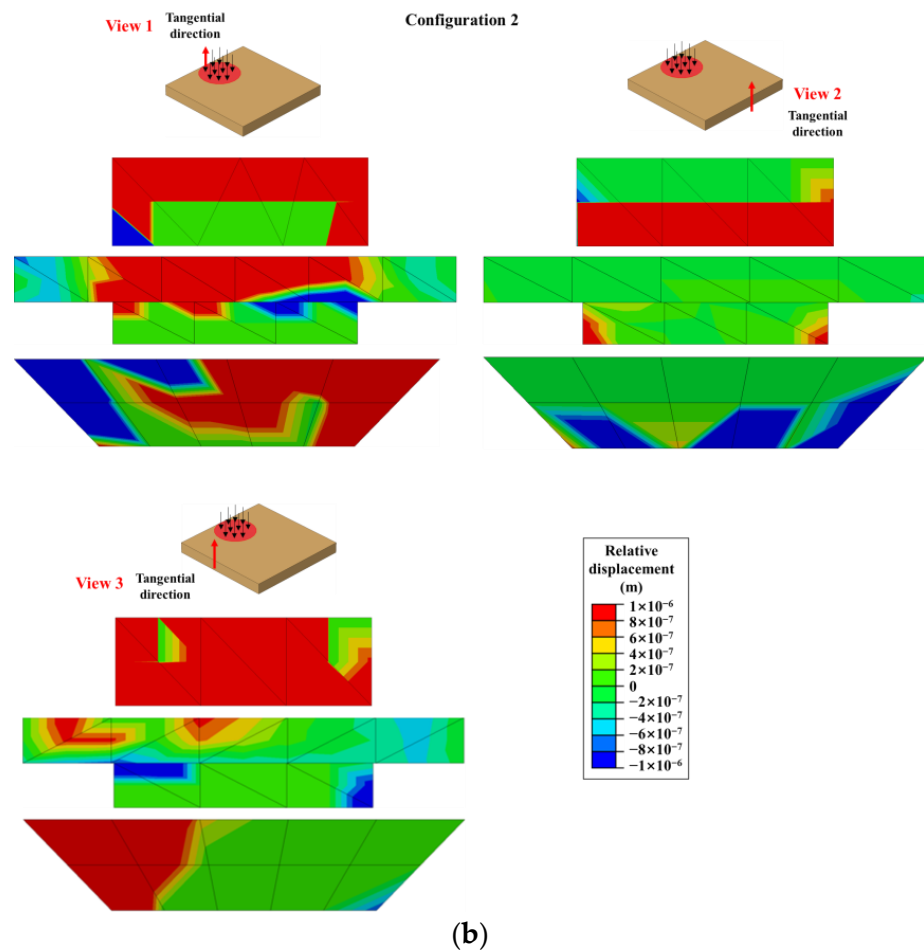 Configuration 2
View 1
Tangential
direction
View 2
Tangential
direction
View 3
Tangential
direction
Relative
displacement
(m)
1×10⁻⁶
8×10⁻⁷
6×10⁻⁷
4×10⁻⁷
2×10⁻⁷
0
−2×10⁻⁷
−4×10⁻⁷
−6×10⁻⁷
−8×10⁻⁷
−1×10⁻⁶
(b)